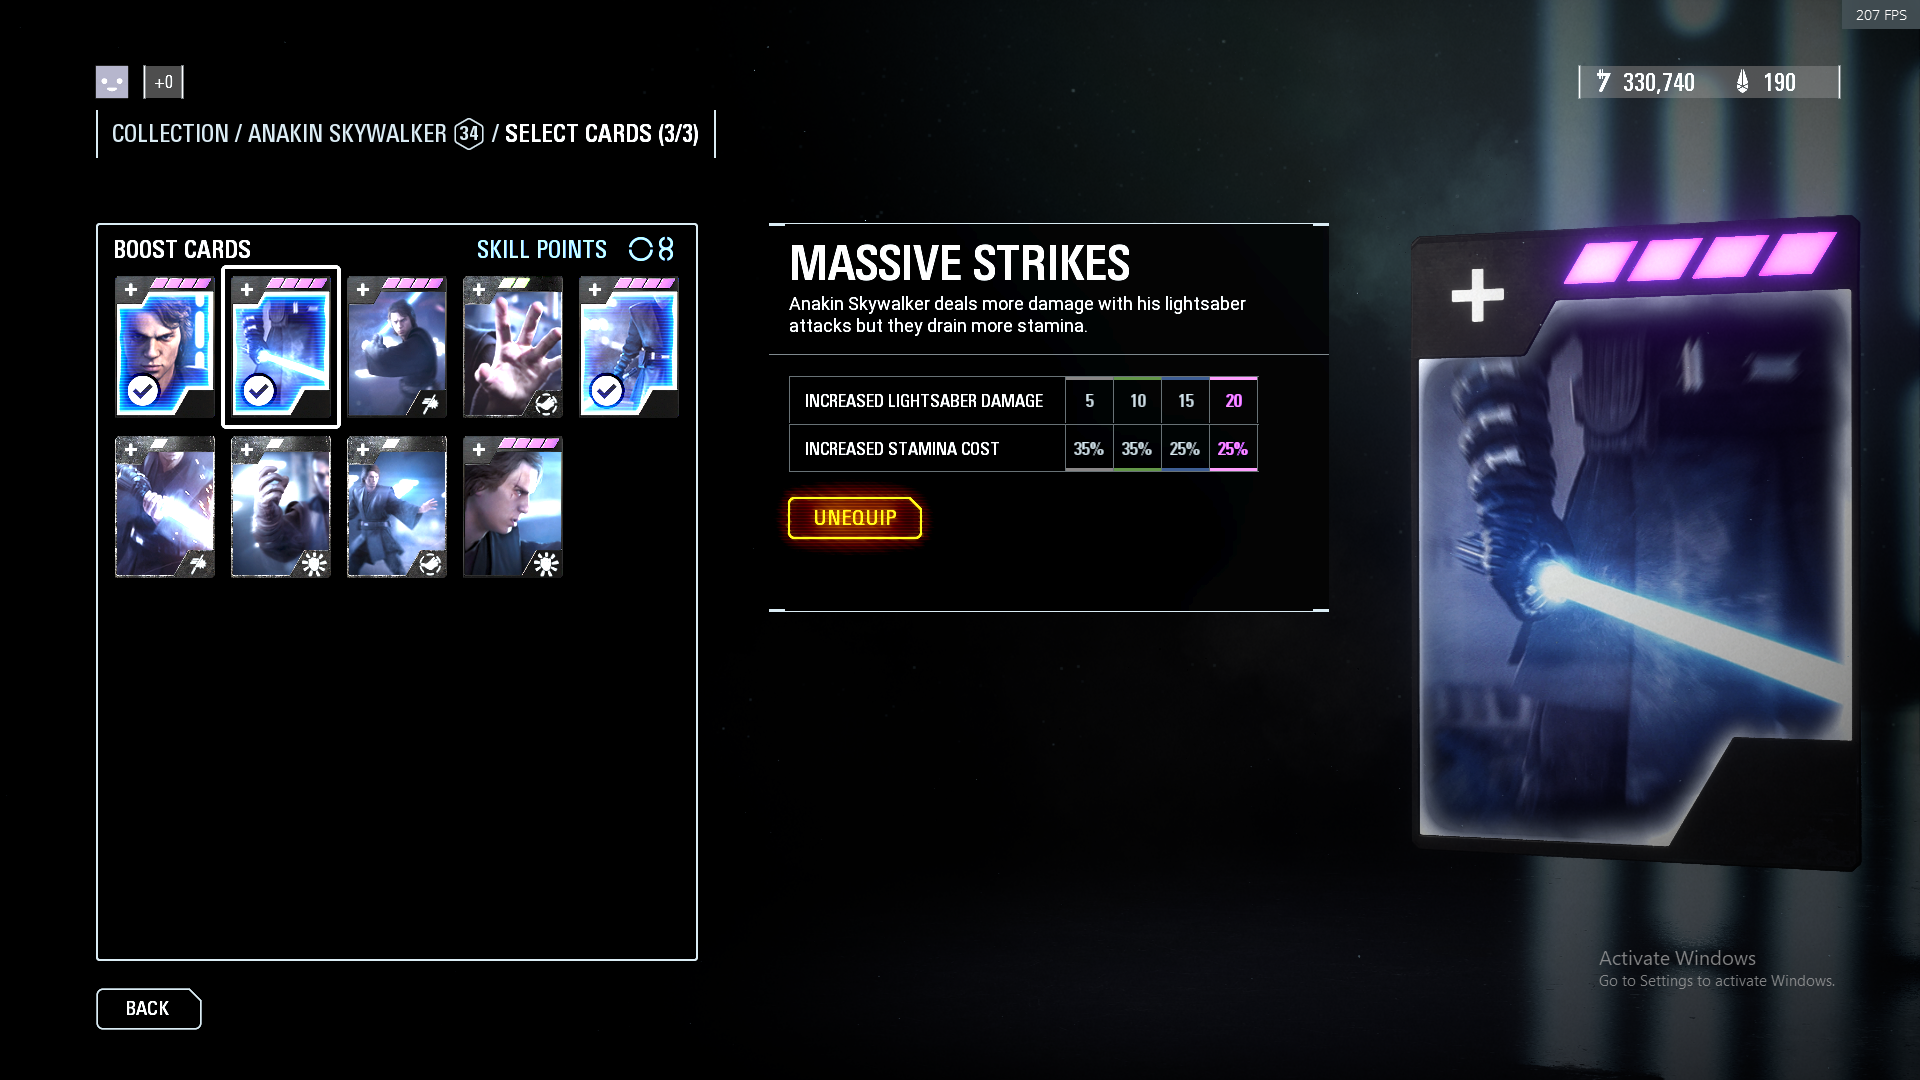 207 FPS
+0
330,740
190
COLLECTION / ANAKIN SKYWALKER 34 / SELECT CARDS (3/3)
BOOST CARDS
SKILL POINTS 8
MASSIVE STRIKES
Anakin Skywalker deals more damage with his lightsaber
attacks but they drain more stamina.
INCREASED LIGHTSABER DAMAGE 5 10 15 20
INCREASED STAMINA COST 35% 35% 25% 25%
UNEQUIP
Activate Windows
Go to Settings to activate Windows.
BACK